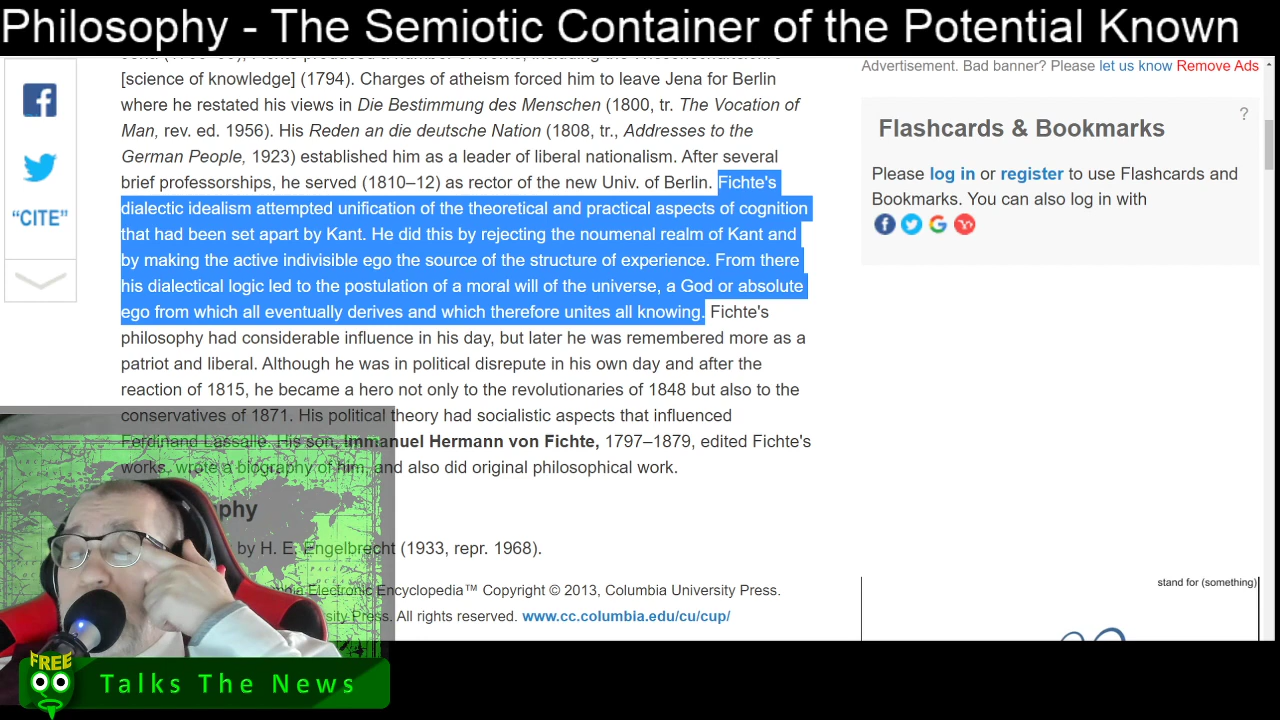 Philosophy - The Semiotic Container of the Potential Known
[science of knowledge] (1794). Charges of atheism forced him to leave Jena for Berlin
where he restated his views in Die Bestimmung des Menschen (1800, tr. The Vocation of
Man, rev. ed. 1956). His Reden an die deutsche Nation (1808, tr., Addresses to the
German People, 1923) established him as a leader of liberal nationalism. After several
brief professorships, he served (1810–12) as rector of the new Univ. of Berlin. Fichte's
dialectic idealism attempted unification of the theoretical and practical aspects of cognition
that had been set apart by Kant. He did this by rejecting the noumenal realm of Kant and
by making the active indivisible ego the source of the structure of experience. From there
his dialectical logic led to the postulation of a moral will of the universe, a God or absolute
ego from which all eventually derives and which therefore unites all knowing. Fichte's
philosophy had considerable influence in his day, but later he was remembered more as a
patriot and liberal. Although he was in political disrepute in his own day and after the
reaction of 1815, he became a hero not only to the revolutionaries of 1848 but also to the
conservatives of 1871. His political theory had socialistic aspects that influenced
Ferdinand Lassalle. His son, Immanuel Hermann von Fichte, 1797–1879, edited Fichte's
works, wrote a biography of him, and also did original philosophical work.
by H. E. Engelbrecht (1933, repr. 1968).
Electronic Encyclopedia™ Copyright © 2013, Columbia University Press.
Press. All rights reserved. www.cc.columbia.edu/cu/cup/
“CITE”
Advertisement. Bad banner? Please let us know Remove Ads
Flashcards & Bookmarks
?
Please log in or register to use Flashcards and
Bookmarks. You can also log in with
stand for (something)
FREE
Talks The News